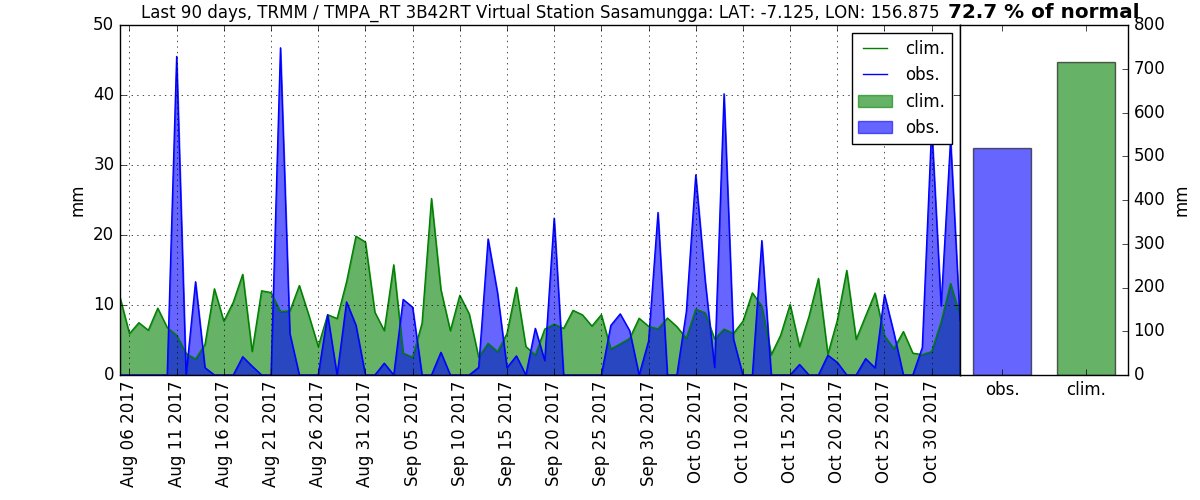 Last 90 days, TRMM / TMPA_RT 3B42RT Virtual Station Sasamungga: LAT: -7.125, LON: 156.875 72.7 % of normal
50
40
30
20
10
0
mm
clim.
obs.
clim.
obs.
800
700
600
500
400
300
200
100
0
mm
obs.
clim.
Aug 06 2017
Aug 11 2017
Aug 16 2017
Aug 21 2017
Aug 26 2017
Aug 31 2017
Sep 05 2017
Sep 10 2017
Sep 15 2017
Sep 20 2017
Sep 25 2017
Sep 30 2017
Oct 05 2017
Oct 10 2017
Oct 15 2017
Oct 20 2017
Oct 25 2017
Oct 30 2017